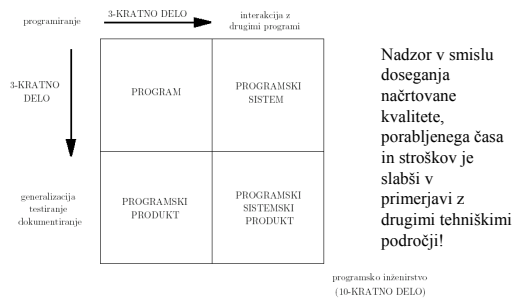 programiranje
3-KRATNO DELO
interakcija z
drugimi programi
3-KRATNO
DELO
PROGRAM
PROGRAMSKI
SISTEM
generalizacija
testiranje
dokumentiranje
PROGRAMSKI
PRODUKT
PROGRAMSKI
SISTEMSKI
PRODUKT
programsko inženirstvo
(10-KRATNO DELO)
Nadzor v smislu
doseganja
načrtovane
kvalitete,
porabljenega časa
in stroškov je
slabši v
primerjavi z
drugimi tehniškimi
področji!